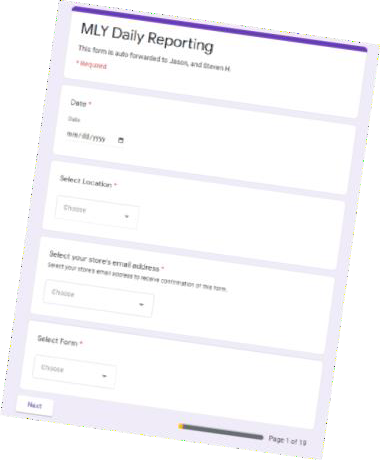 MLY Daily Reporting
This form is auto forwarded to Jason, and Steven H
* Required
Date *
Date
mm/dd/yyyy
Select Location *
Choose
Select your store's email address *
Select your store's email address to receive confirmation of this form.
Choose
Select Form *
Choose
Next
Page 1 of 19